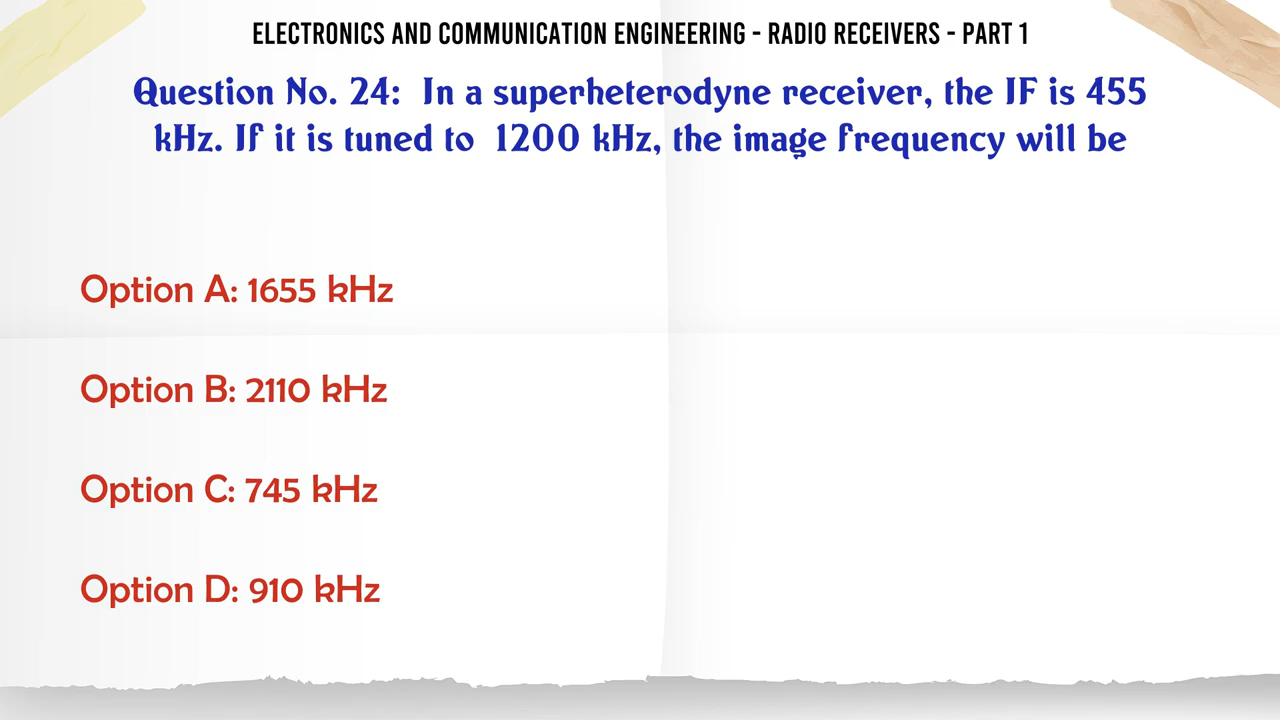 ELECTRONICS AND COMMUNICATION ENGINEERING - RADIO RECEIVERS - PART 1
Question No. 24: In a superheterodyne receiver, the IF is 455
kHz. If it is tuned to 1200 kHz, the image frequency will be
Option A: 1655 kHz
Option B: 2110 kHz
Option C: 745 kHz
Option D: 910 kHz